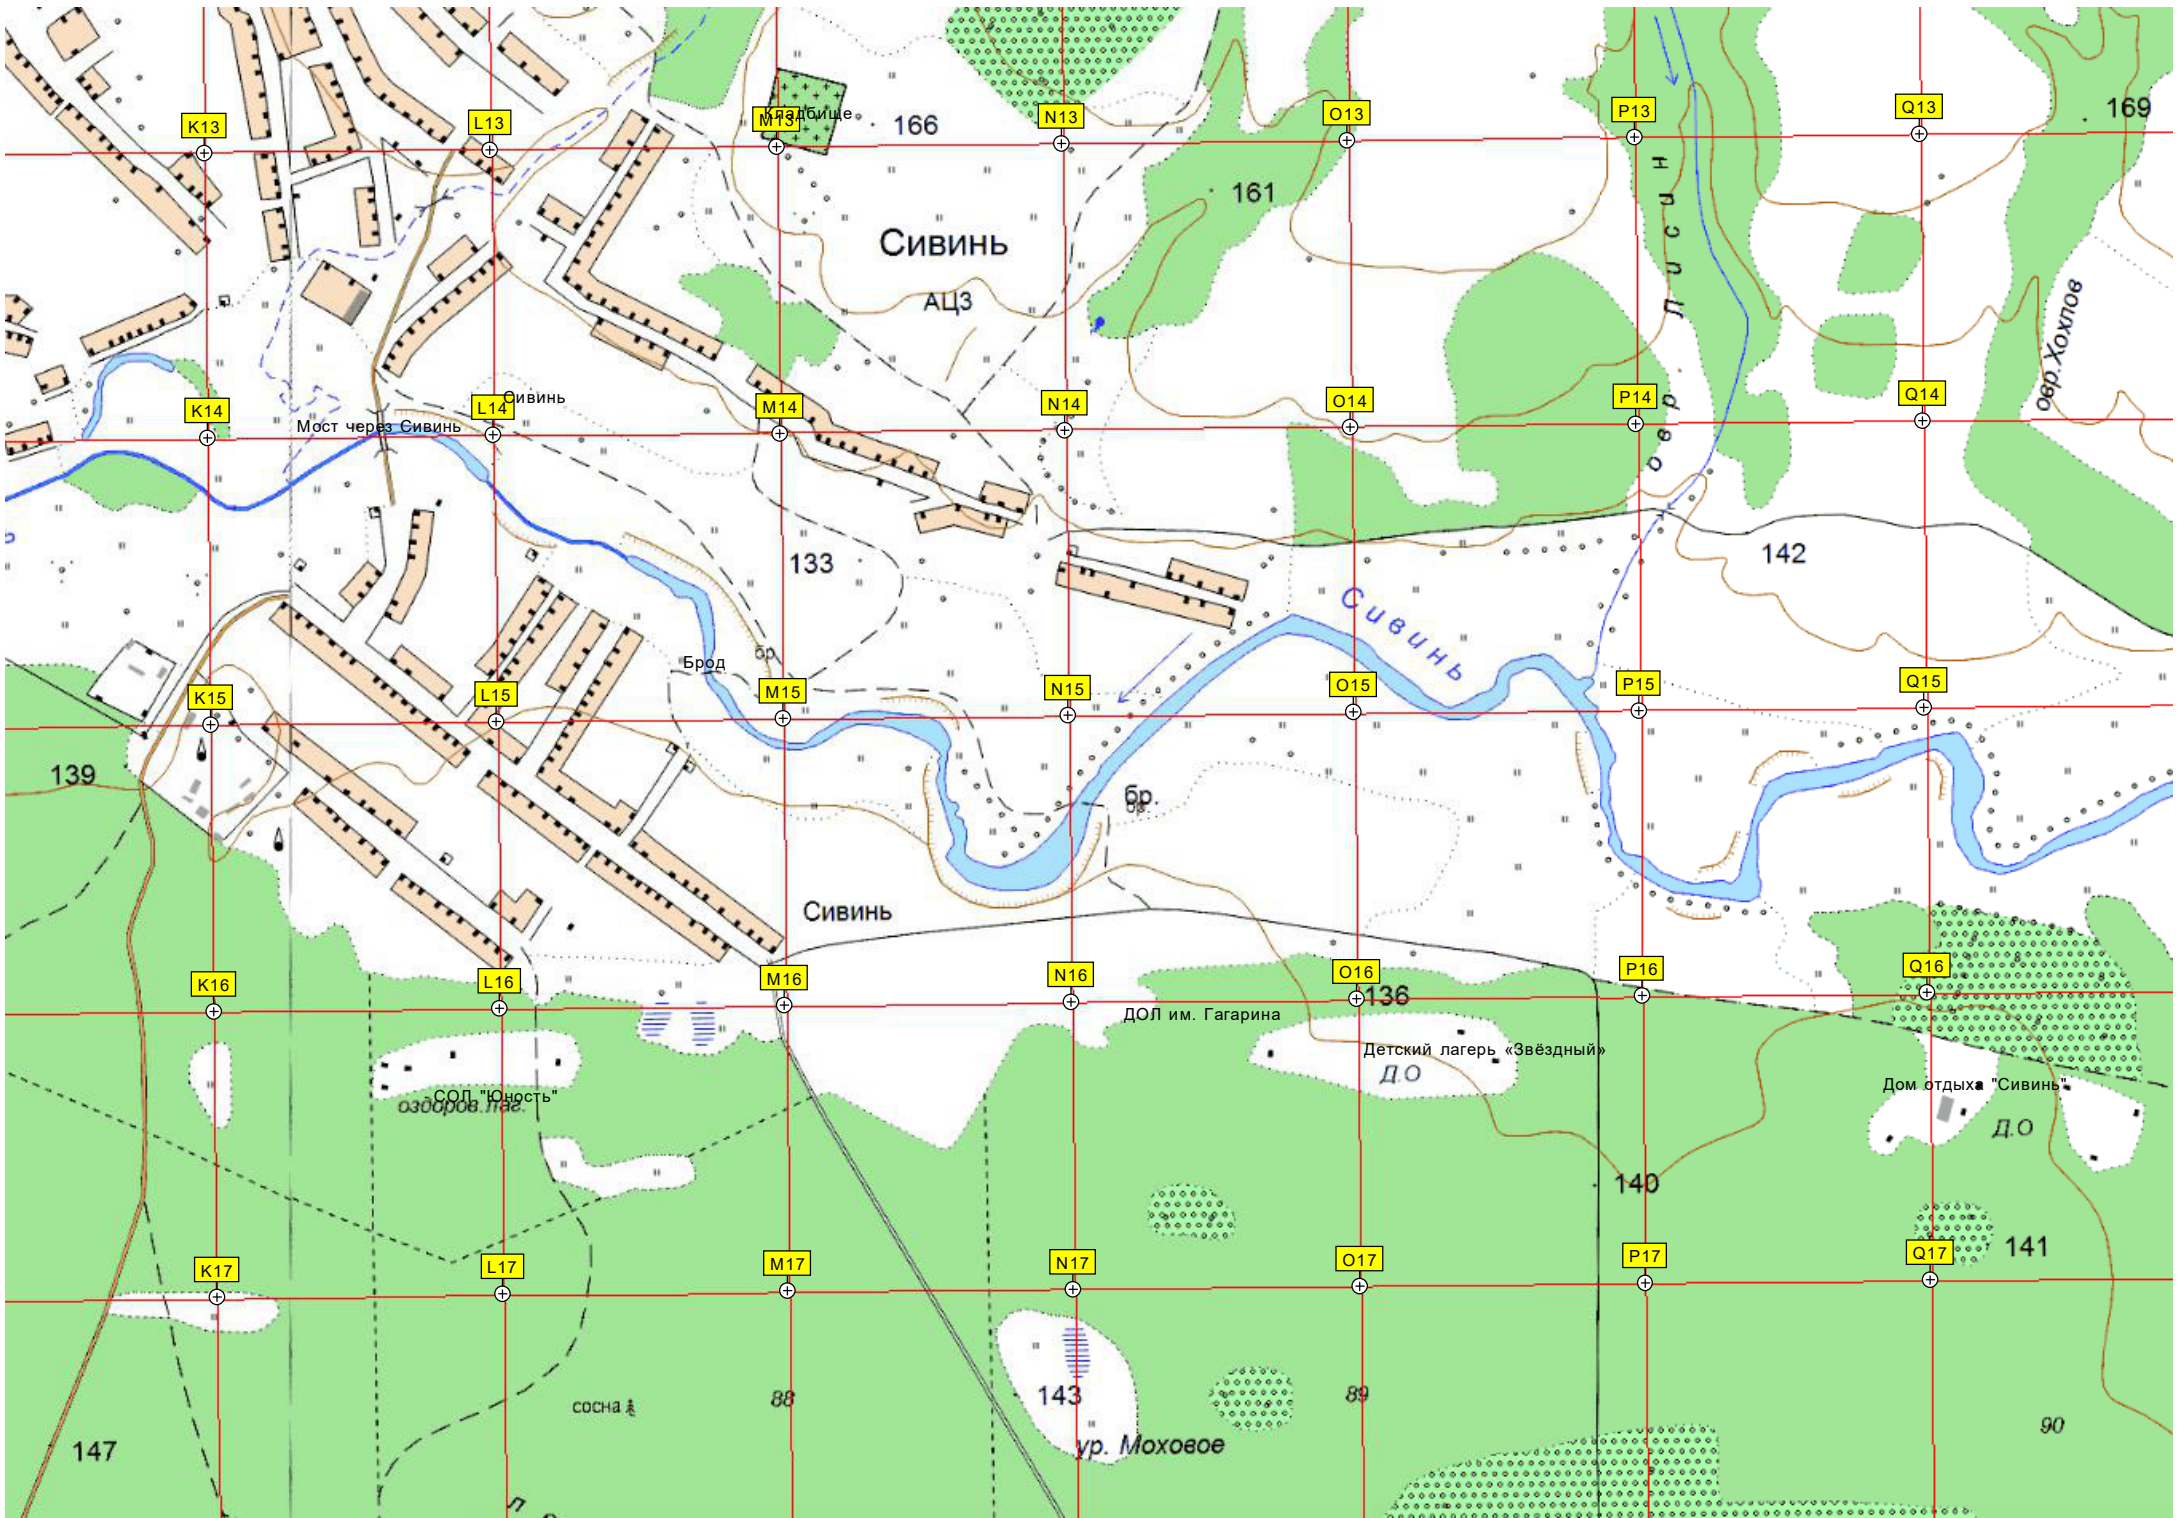 Кладбище
K13 L13 M13 N13 O13 P13 Q13
166
169
161
Сивинь
АЦЗ
овр. Лисин
овр. Хохлов
K14 L14 M14 N14 O14 P14 Q14
Сивинь
Мост через Сивинь
133
142
Сивинь
Брод
бр.
K15 L15 M15 N15 O15 P15 Q15
139
бр.
бр.
Сивинь
K16 L16 M16 N16 O16 P16 Q16
136
ДОЛ им. Гагарина
Детский лагерь «Звёздный»
Д.О
СОЛ "Юность"
оздоров. лаг.
Дом отдыха "Сивинь"
Д.О
140
141
K17 L17 M17 N17 O17 P17 Q17
сосна
88
143
89
90
ур. Моховое
147